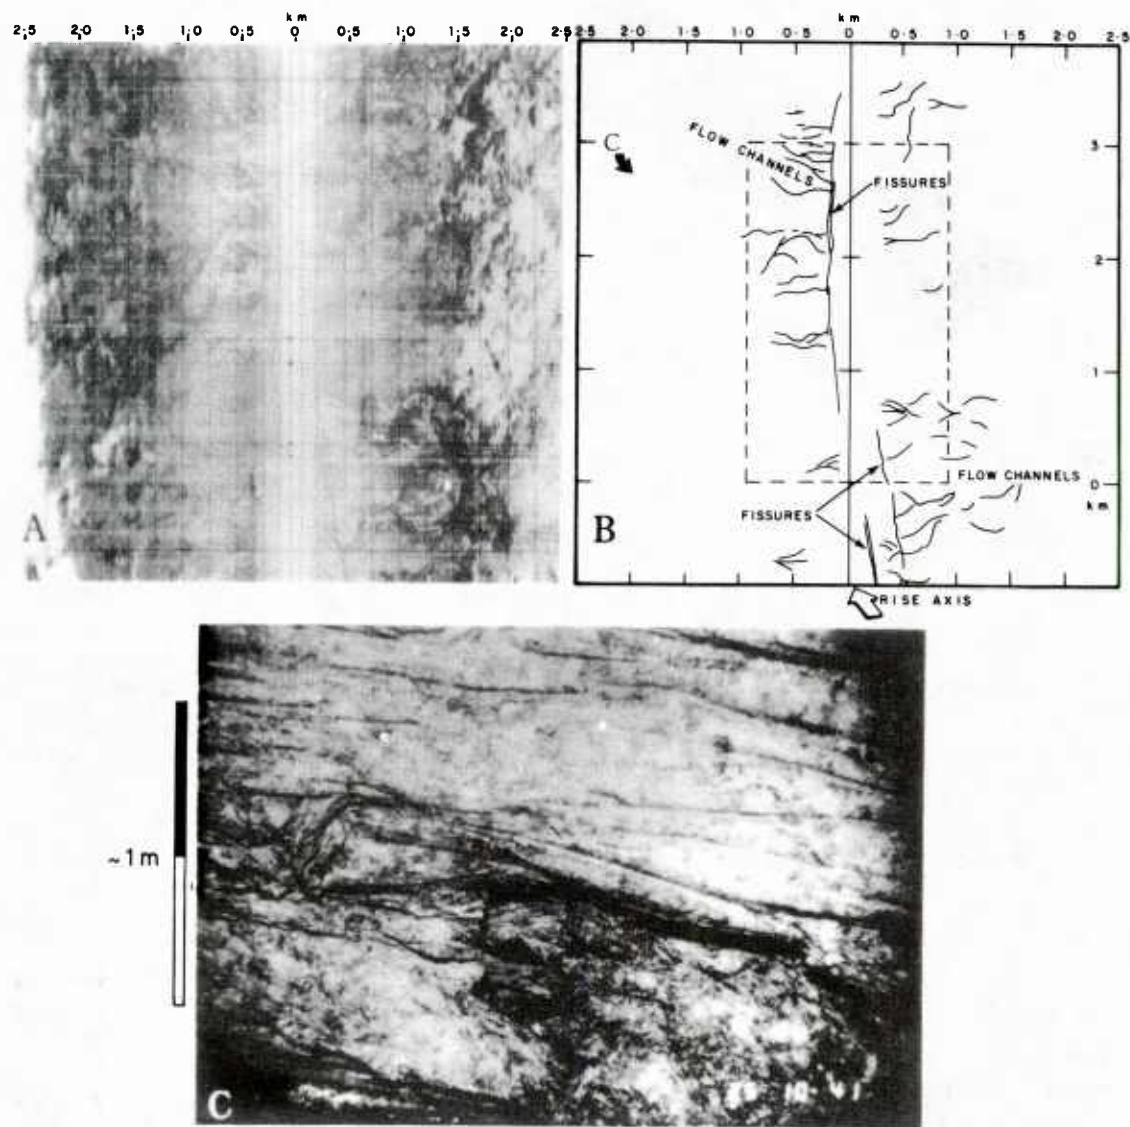 km
2·5 2·0 1·5 1·0 0·5 0 0·5 1·0 1·5 2·0 2·5
A
km
2·0 1·5 1·0 0·5 0 0·5 1·0 1·5 2·0 2·5
C
FLOW CHANNELS
FISSURES
3
2
1
0
km
FLOW CHANNELS
FISSURES
B
RISE AXIS
~1m
C